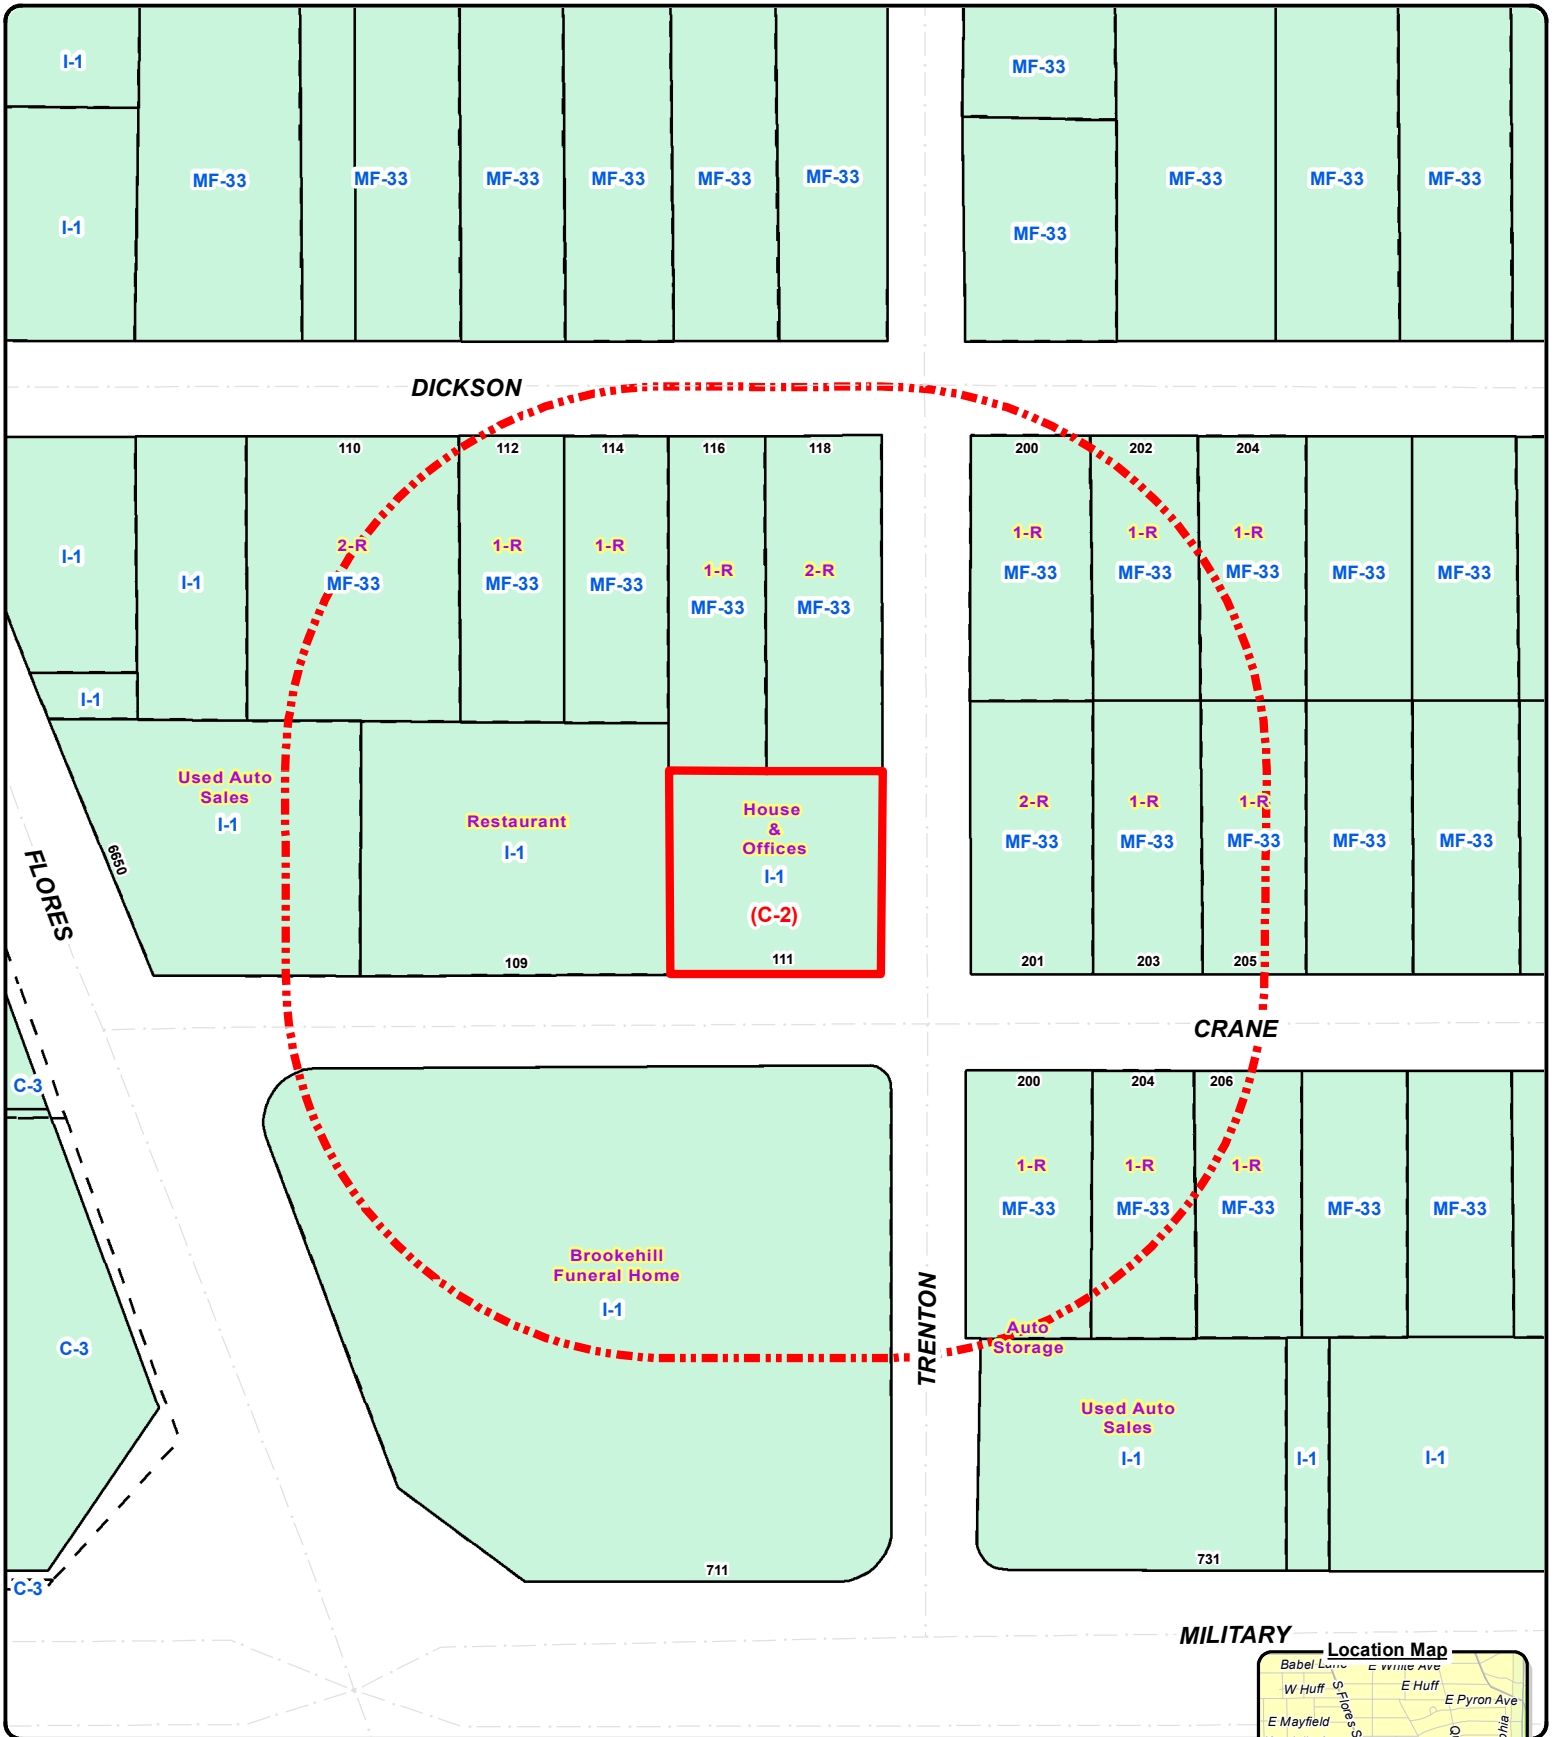 I-1
MF-33
MF-33
MF-33
MF-33
MF-33
MF-33
MF-33
MF-33
MF-33
MF-33
I-1
MF-33
DICKSON
110
112
114
116
118
200
202
204
2-R
1-R
1-R
1-R
2-R
1-R
1-R
1-R
I-1
I-1
MF-33
MF-33
MF-33
MF-33
MF-33
MF-33
MF-33
MF-33
MF-33
MF-33
I-1
Used Auto
Sales
I-1
6650
Restaurant
I-1
109
House
&
Offices
I-1
(C-2)
111
2-R
1-R
1-R
MF-33
MF-33
MF-33
MF-33
MF-33
201
203
205
FLORES
CRANE
C-3
200
204
206
1-R
1-R
1-R
MF-33
MF-33
MF-33
MF-33
MF-33
Brookehill
Funeral Home
I-1
TRENTON
Auto
Storage
C-3
Used Auto
Sales
I-1
I-1
I-1
711
731
C-3
MILITARY
Location Map
Babel Lane
E White Ave
W Huff
S Flores S
E Huff
E Pyron Ave
E Mayfield